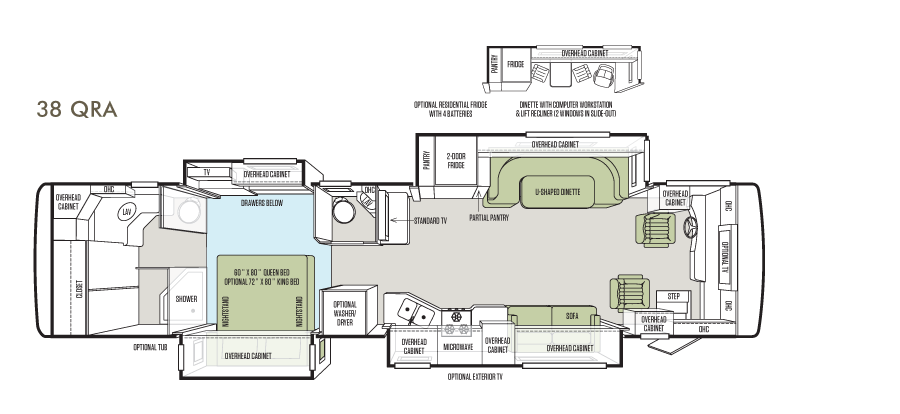 38 QRA
PANTRY
FRIDGE
OVERHEAD CABINET
OPTIONAL RESIDENTIAL FRIDGE
WITH 4 BATTERIES
DINETTE WITH COMPUTER WORKSTATION
& LIFT RECLINER (2 WINDOWS IN SLIDE-OUT)
PANTRY
2-DOOR
FRIDGE
OVERHEAD CABINET
U-SHAPED DINETTE
PARTIAL PANTRY
STANDARD TV
TV
OVERHEAD CABINET
DRAWERS BELOW
OHC
OHC
LAV
OVERHEAD
CABINET
CLOSET
SHOWER
OPTIONAL TUB
60" X 80" QUEEN BED
OPTIONAL 72" X 80" KING BED
NIGHTSTAND
NIGHTSTAND
OVERHEAD CABINET
OPTIONAL
WASHER/
DRYER
OVERHEAD
CABINET
MICROWAVE
OVERHEAD
CABINET
SOFA
OVERHEAD CABINET
OPTIONAL EXTERIOR TV
OVERHEAD
CABINET
OHC
OPTIONAL TV
OHC
STEP
OVERHEAD
CABINET
OHC